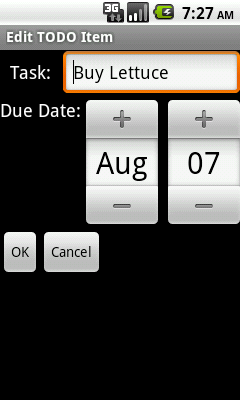 3G 7:27 AM
Edit TODO Item
Task: Buy Lettuce
Due Date:
+ +
Aug 07
- -
OK Cancel